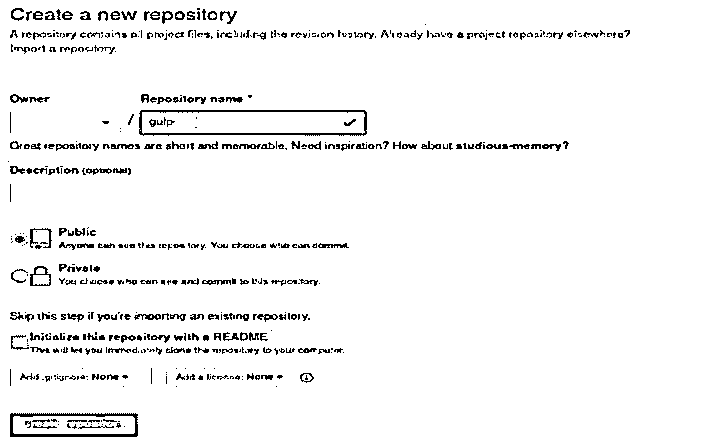 Create a new repository
A repository contains all project files, including the revision history. Already have a project repository elsewhere?
Import a repository.
Owner
Repository name *
/
gulp-
Great repository names are short and memorable. Need inspiration? How about studious-memory?
Description (optional)
Public
Anyone can see this repository. You choose who can commit.
Private
You choose who can see and commit to this repository.
Skip this step if you're importing an existing repository.
Initialize this repository with a README
This will let you immediately clone the repository to your computer.
Add .gitignore: None
Add a license: None
Create repository